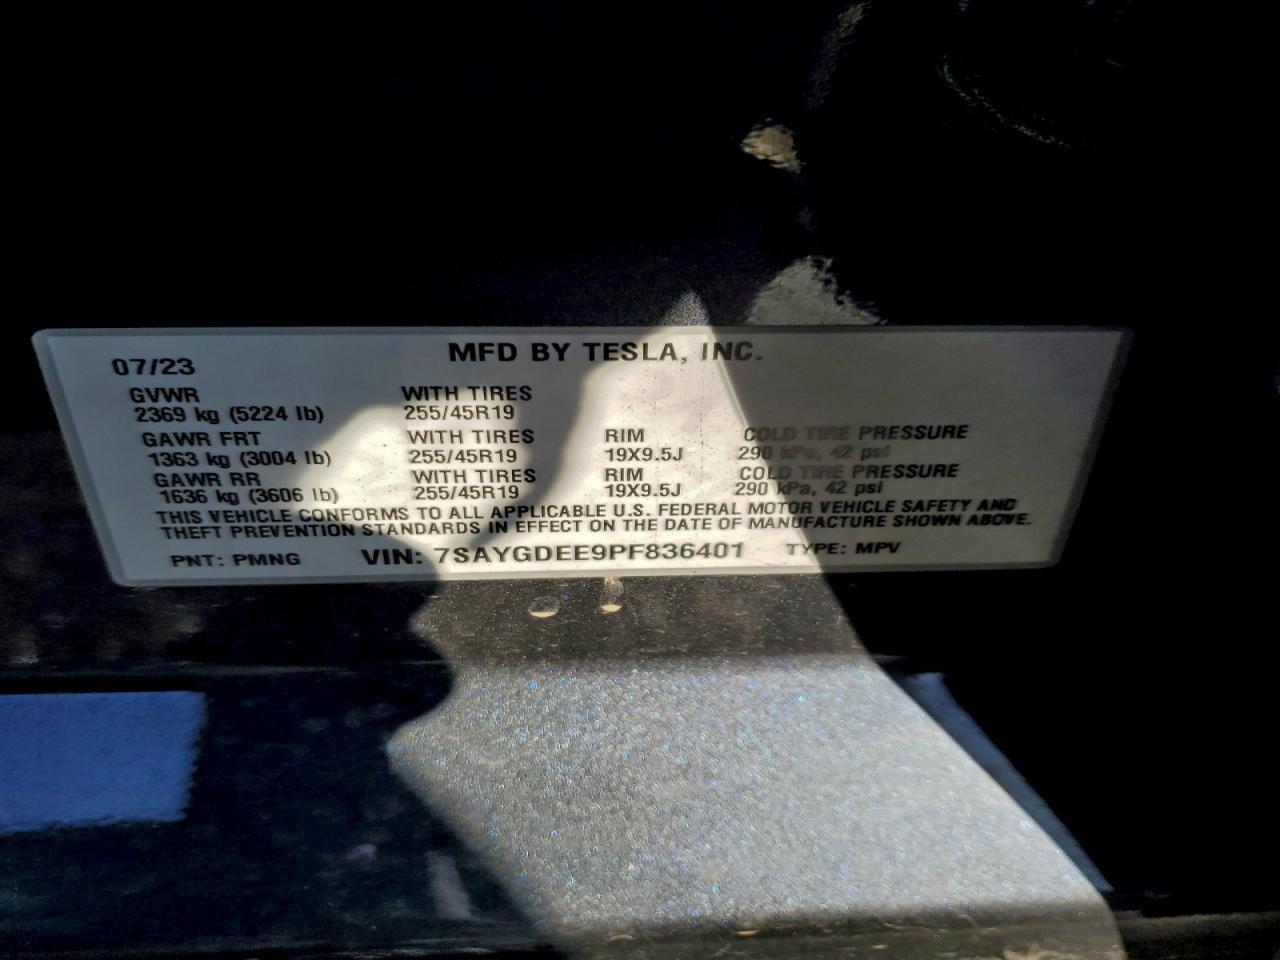 MFD BY TESLA, INC.
07/23
GVWR WITH TIRES
2369 kg (5224 lb) 255/45R19
GAWR FRT WITH TIRES RIM COLD TIRE PRESSURE
1363 kg (3004 lb) 255/45R19 19X9.5J 290 kPa, 42 psi
GAWR RR WITH TIRES RIM COLD TIRE PRESSURE
1636 kg (3606 lb) 255/45R19 19X9.5J 290 kPa, 42 psi
THIS VEHICLE CONFORMS TO ALL APPLICABLE U.S. FEDERAL MOTOR VEHICLE SAFETY AND
THEFT PREVENTION STANDARDS IN EFFECT ON THE DATE OF MANUFACTURE SHOWN ABOVE.
PNT: PMNG VIN: 7SAYGDEE9PF836401 TYPE: MPV